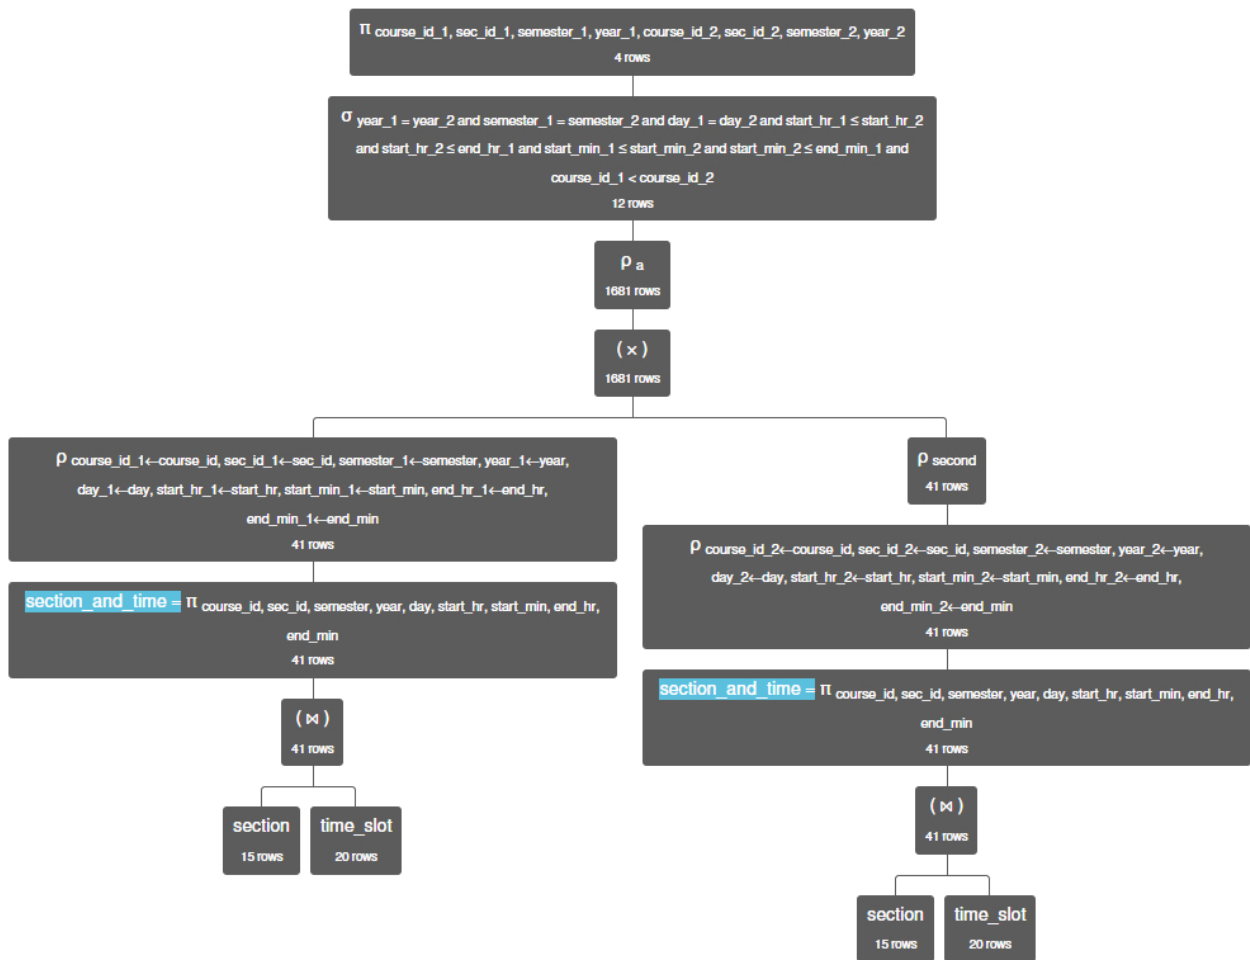 π course_id_1, sec_id_1, semester_1, year_1, course_id_2, sec_id_2, semester_2, year_2
4 rows
σ year_1 = year_2 and semester_1 = semester_2 and day_1 = day_2 and start_hr_1 ≤ start_hr_2
and start_hr_2 ≤ end_hr_1 and start_min_1 ≤ start_min_2 and start_min_2 ≤ end_min_1 and
course_id_1 < course_id_2
12 rows
ρ a
1681 rows
(×)
1681 rows
ρ course_id_1←course_id, sec_id_1←sec_id, semester_1←semester, year_1←year,
day_1←day, start_hr_1←start_hr, start_min_1←start_min, end_hr_1←end_hr,
end_min_1←end_min
41 rows
section_and_time = π course_id, sec_id, semester, year, day, start_hr, start_min, end_hr,
end_min
41 rows
(⋈)
41 rows
section
15 rows
time_slot
20 rows
ρ second
41 rows
ρ course_id_2←course_id, sec_id_2←sec_id, semester_2←semester, year_2←year,
day_2←day, start_hr_2←start_hr, start_min_2←start_min, end_hr_2←end_hr,
end_min_2←end_min
41 rows
section_and_time = π course_id, sec_id, semester, year, day, start_hr, start_min, end_hr,
end_min
41 rows
(⋈)
41 rows
section
15 rows
time_slot
20 rows